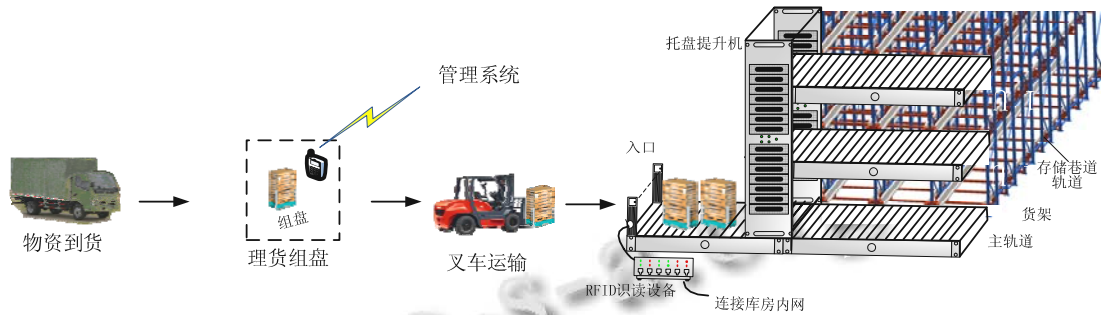 托盘提升机
管理系统
入口
存储巷道
轨道
组盘
货架
物资到货
主轨道
理货组盘
叉车运输
RFID识读设备
连接库房内网